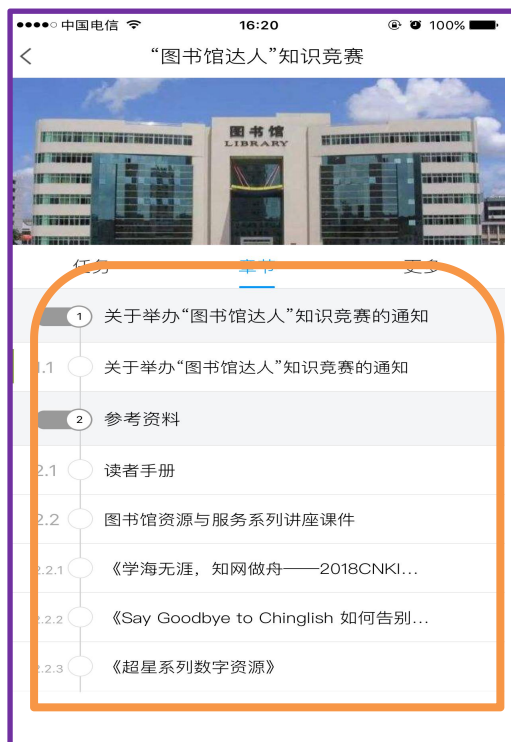 中国电信 16:20 100%
“图书馆达人”知识竞赛
图书馆
LIBRARY
任务 章节 更多
1 关于举办“图书馆达人”知识竞赛的通知
1.1 关于举办“图书馆达人”知识竞赛的通知
2 参考资料
2.1 读者手册
2.2 图书馆资源与服务系列讲座课件
2.2.1 《学海无涯，知网做舟——2018CNKI...
2.2.2 《Say Goodbye to Chinglish 如何告别...
2.2.3 《超星系列数字资源》